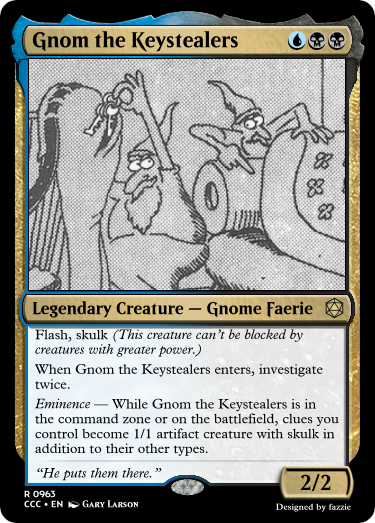 Gnom the Keystealers
Legendary Creature — Gnome Faerie
Flash, skulk (This creature can't be blocked by
creatures with greater power.)
When Gnom the Keystealers enters, investigate
twice.
Eminence — While Gnom the Keystealers is in
the command zone or on the battlefield, clues you
control become 1/1 artifact creature with skulk in
addition to their other types.
“He puts them there.”
2/2
R 0963
CCC • EN Gary Larson
Designed by fazzie